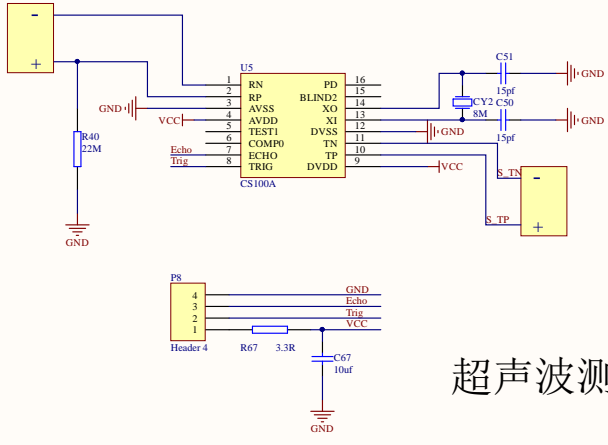 -
+
R40
22M
GND
GND
VCC
Echo
Trig
U5
1 RN PD 16
2 RP BLIND2 15
3 AVSS XO 14
4 AVDD XI 13
5 TEST1 DVSS 12
6 COMP0 TN 11
7 ECHO TP 10
8 TRIG DVDD 9
CS100A
C51
15pf
GND
CY2
8M
C50
15pf
GND
GND
VCC
S_TN
S_TP
-
+
P8
4 GND
3 Echo
2 Trig
1 VCC
Header 4
R67 3.3R
C67
10uf
GND
超声波测